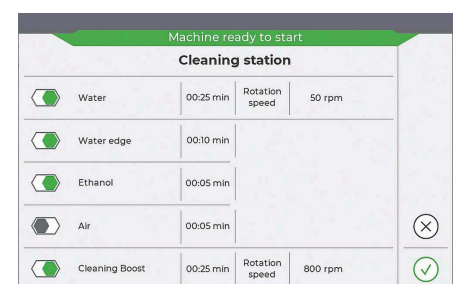 Machine ready to start
Cleaning station
Water 00:25 min Rotation speed 50 rpm
Water edge 00:10 min
Ethanol 00:05 min
Air 00:05 min
Cleaning Boost 00:25 min Rotation speed 800 rpm